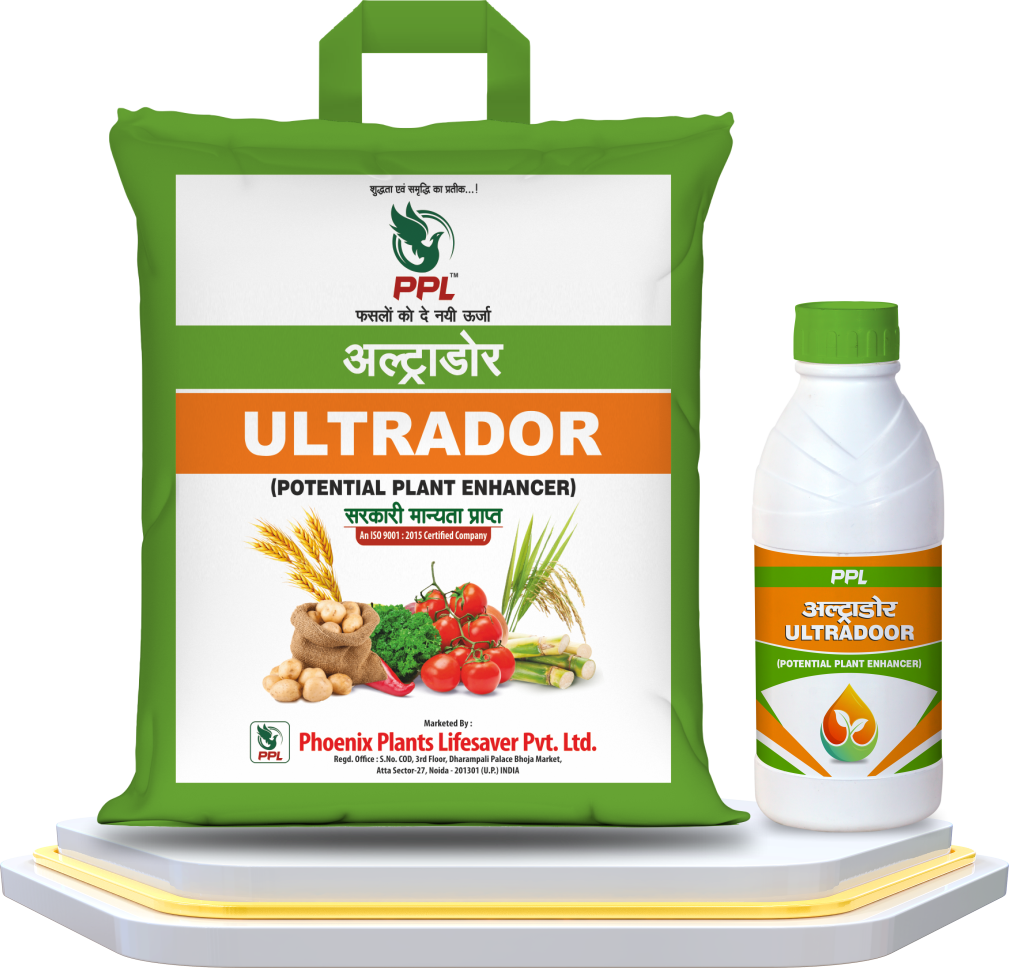 शुद्धता एवं समृद्धि का प्रतीक...!
PPL™
फसलों को दे नयी ऊर्जा
अल्ट्राडोर
ULTRADOR
(POTENTIAL PLANT ENHANCER)
सरकारी मान्यता प्राप्त
An ISO 9001 : 2015 Certified Company
Marketed By :
PPL
Phoenix Plants Lifesaver Pvt. Ltd.
Regd. Office : S.No. COD, 3rd Floor, Dharampali Palace Bhoja Market,
Atta Sector-27, Noida - 201301 (U.P.) INDIA
PPL
अल्ट्राडोर
ULTRADOOR
(POTENTIAL PLANT ENHANCER)